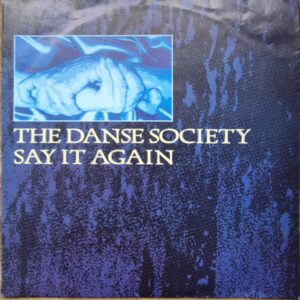 THE DANSE SOCIETY
SAY IT AGAIN